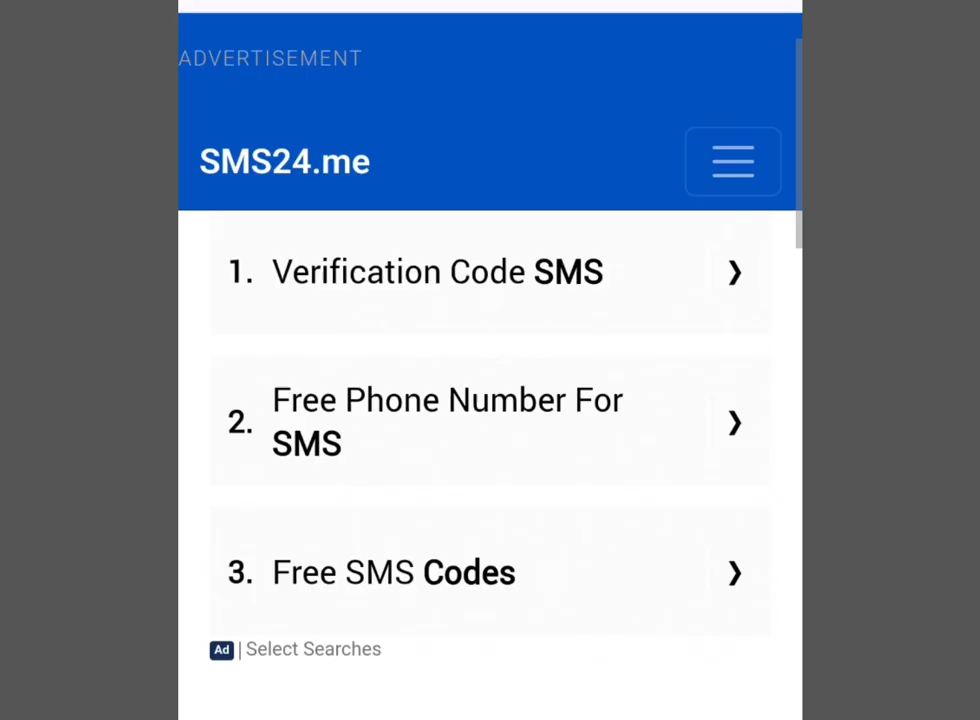 ADVERTISEMENT
SMS24.me
1. Verification Code SMS ❯
2. Free Phone Number For
SMS ❯
3. Free SMS Codes ❯
Ad | Select Searches